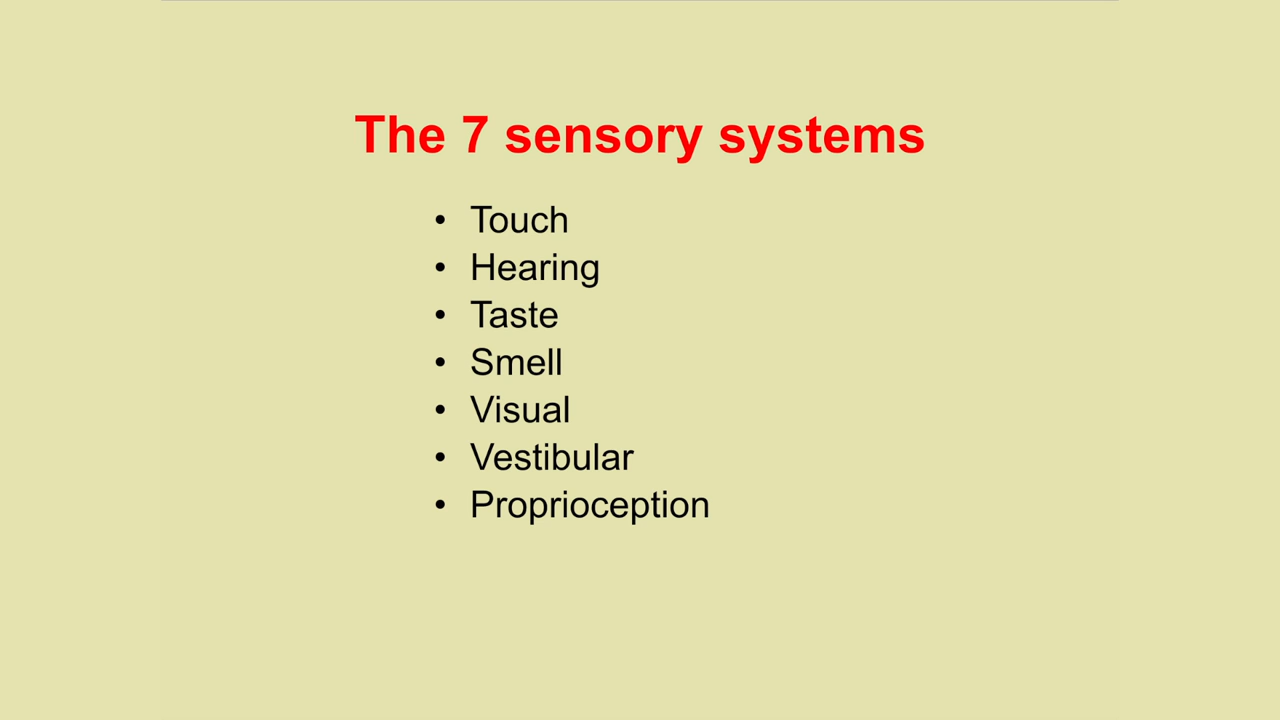 The 7 sensory systems
• Touch
• Hearing
• Taste
• Smell
• Visual
• Vestibular
• Proprioception